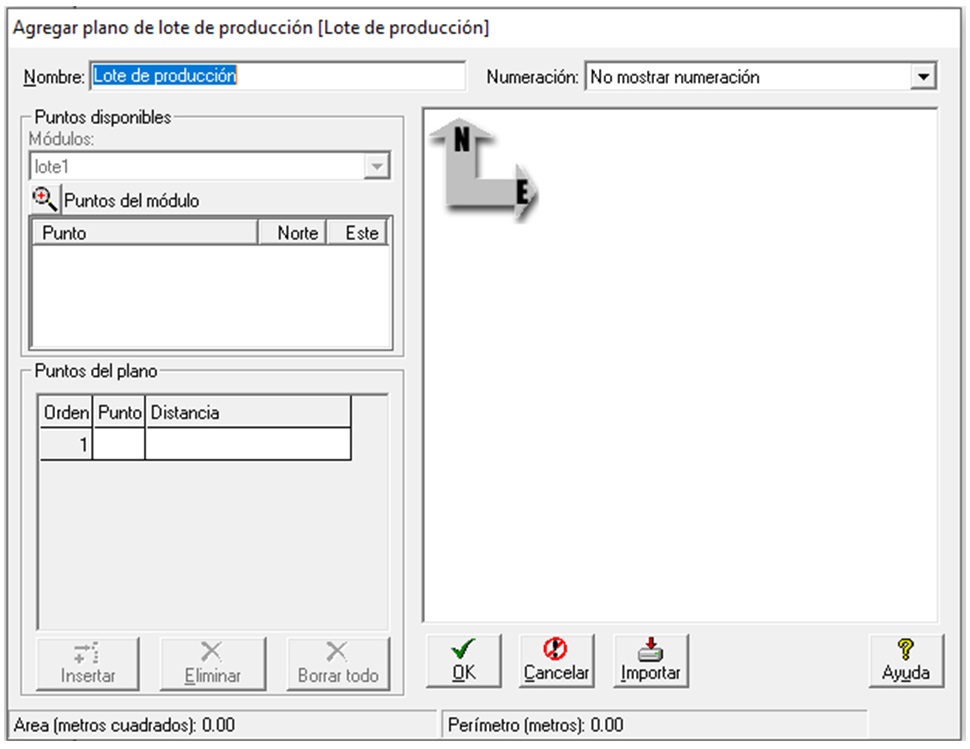 Agregar plano de lote de producción [Lote de producción]
Nombre: Lote de producción Numeración: No mostrar numeración
Puntos disponibles
Módulos:
lote1
Puntos del módulo
Punto Norte Este
N
E
Puntos del plano
Orden Punto Distancia
1
Insertar Eliminar Borrar todo
OK Cancelar Importar Ayuda
Area (metros cuadrados): 0.00 Perímetro (metros): 0.00